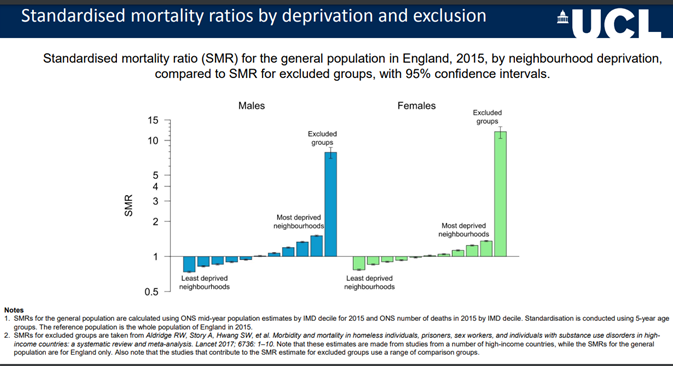 Standardised mortality ratios by deprivation and exclusion
UCL
Standardised mortality ratio (SMR) for the general population in England, 2015, by neighbourhood deprivation,
compared to SMR for excluded groups, with 95% confidence intervals.
Males
Females
15
10
5
4
3
2
1
0.5
SMR
Excluded
groups
Most deprived
neighbourhoods
Least deprived
neighbourhoods
Excluded
groups
Most deprived
neighbourhoods
Least deprived
neighbourhoods
Notes
1. SMRs for the general population are calculated using ONS mid-year population estimates by IMD decile for 2015 and ONS number of deaths in 2015 by IMD decile. Standardisation is conducted using 5-year age
groups. The reference population is the whole population of England in 2015.
2. SMRs for excluded groups are taken from Aldridge RW, Story A, Hwang SW, et al. Morbidity and mortality in homeless individuals, prisoners, sex workers, and individuals with substance use disorders in high-
income countries: a systematic review and meta-analysis. Lancet 2017; 6736: 1–10. Note that these estimates are made from studies from a number of high-income countries, while the SMRs for the general
population are for England only. Also note that the studies that contribute to the SMR estimate for excluded groups use a range of comparison groups.